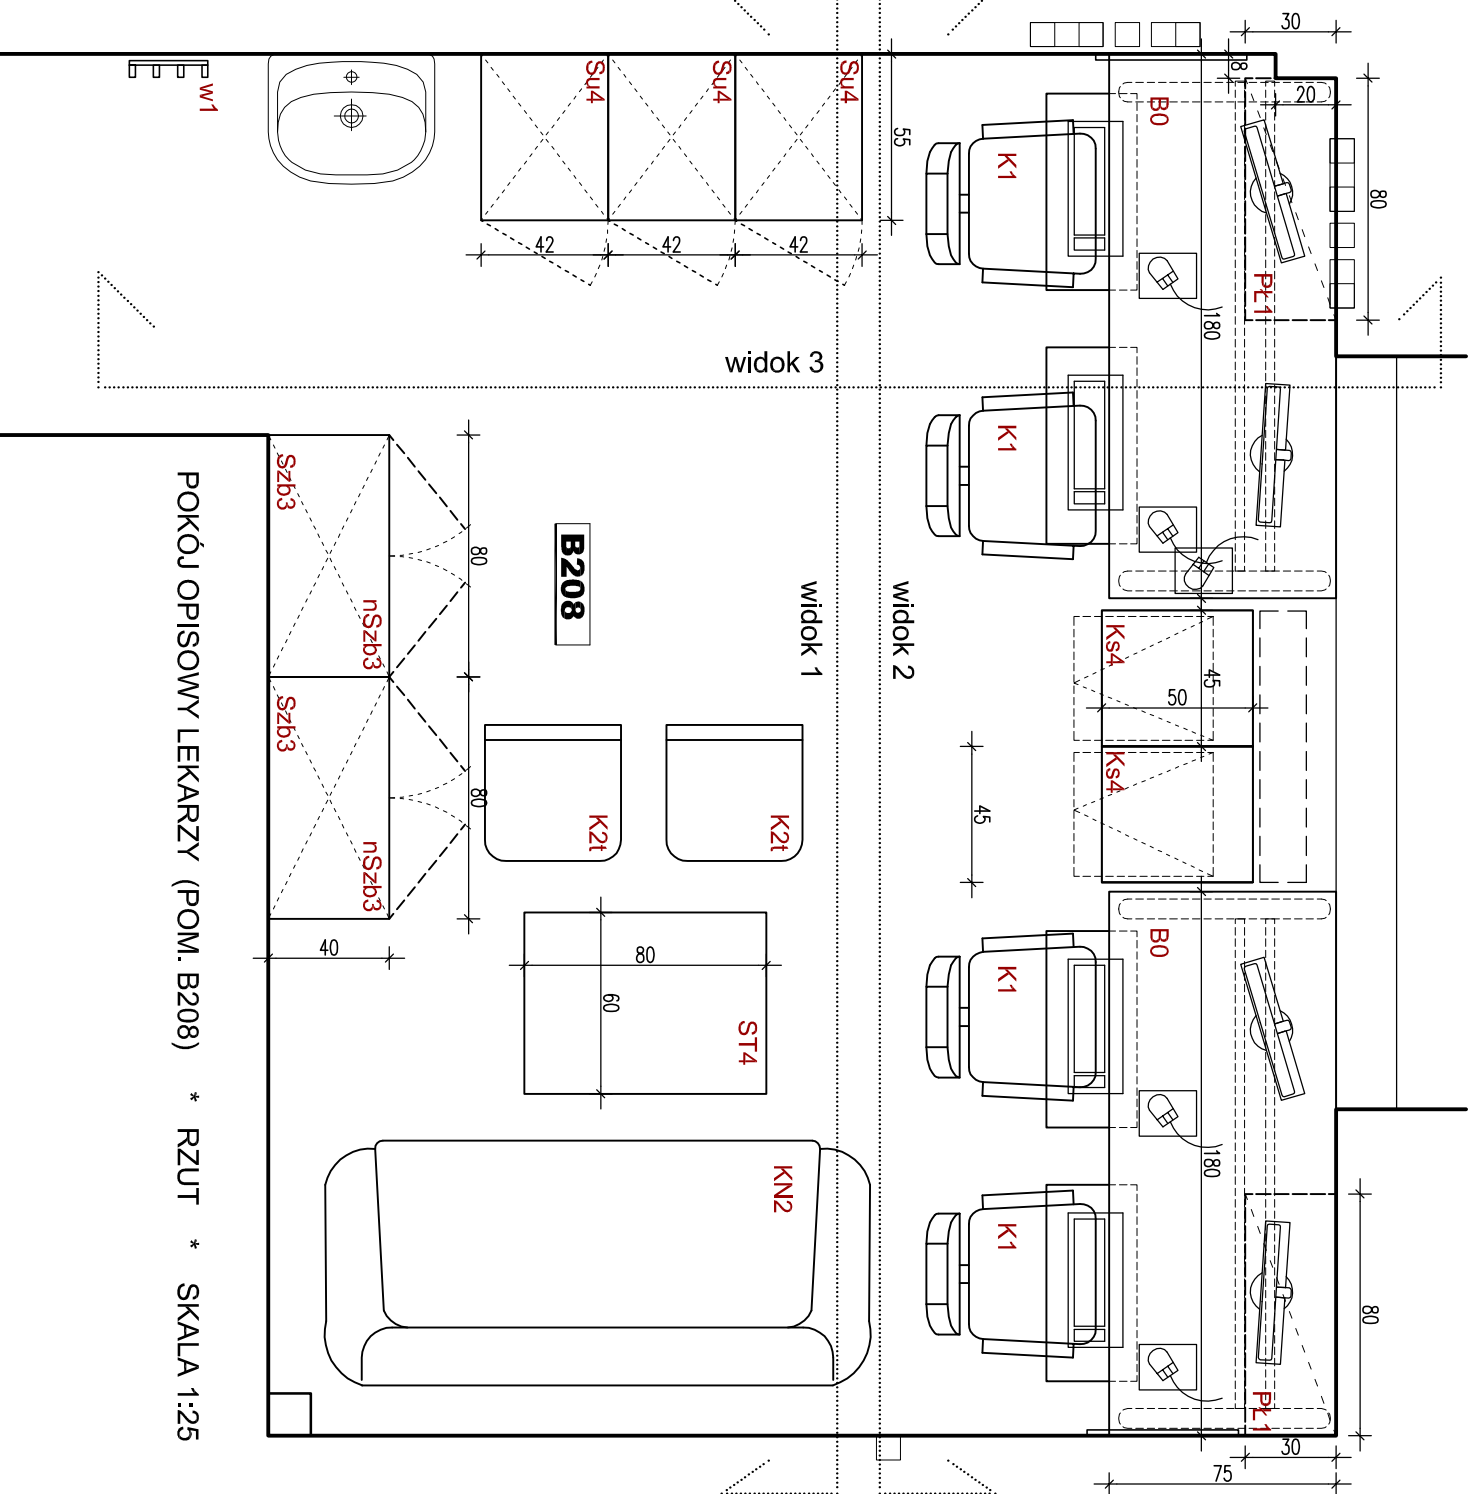 30
w1
Su4
Su4
Su4
8
20
B0
55
K1
80
42
42
42
PŁ1
180
widok 3
K1
Szb3
80
B208
widok 1
widok 2
nSzb3
Ks4
45
50
Szb3
Ks4
80
45
K2t
K2t
nSzb3
40
80
60
ST4
B0
K1
180
KN2
K1
80
PŁ1
30
75
POKÓJ OPISOWY LEKARZY (POM. B208) * RZUT * SKALA 1:25